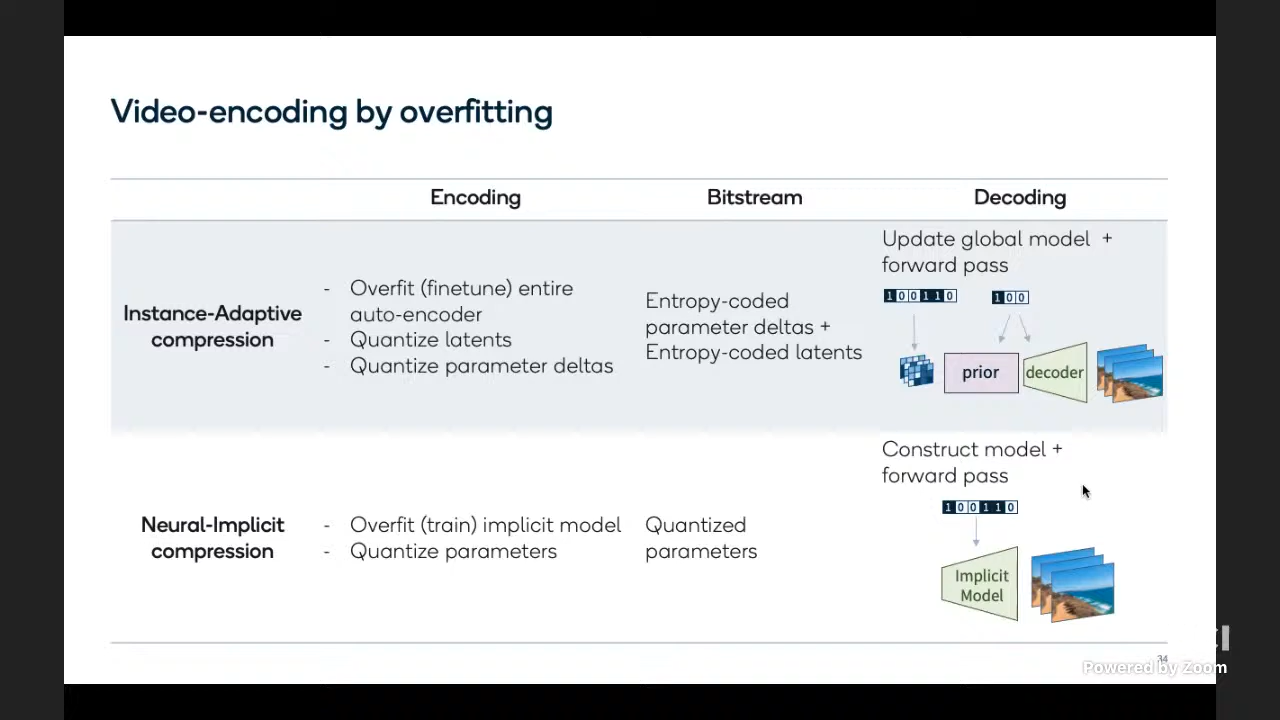 Video-encoding by overfitting
Encoding
Bitstream
Decoding
Instance-Adaptive
compression
- Overfit (finetune) entire
auto-encoder
- Quantize latents
- Quantize parameter deltas
Entropy-coded
parameter deltas +
Entropy-coded latents
Update global model +
forward pass
100110
100
prior
decoder
Neural-Implicit
compression
- Overfit (train) implicit model
- Quantize parameters
Quantized
parameters
Construct model +
forward pass
100110
Implicit
Model
34
Powered by Zoom